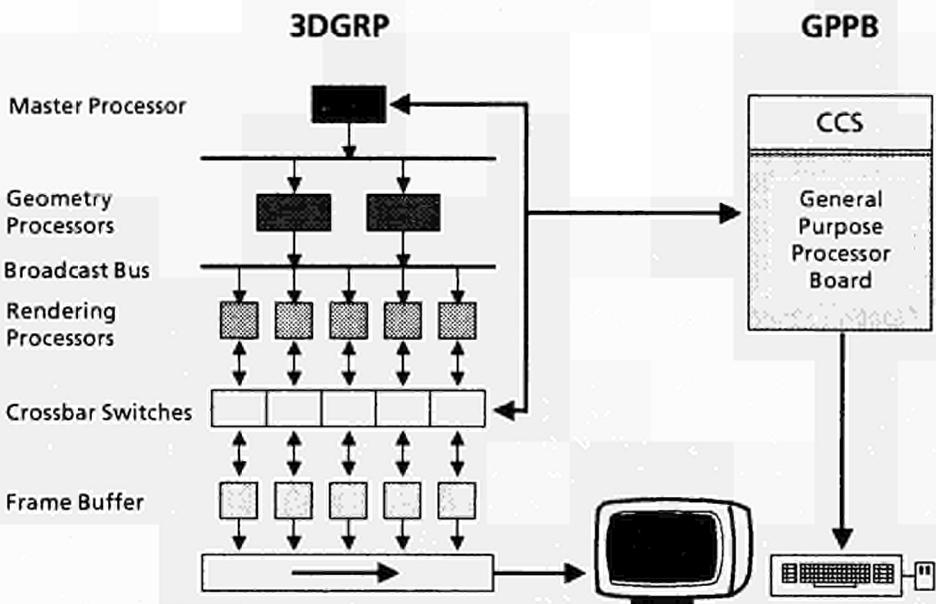 3DGRP
GPPB
Master Processor
CCS
Geometry
Processors
General
Purpose
Processor
Board
Broadcast Bus
Rendering
Processors
Crossbar Switches
Frame Buffer